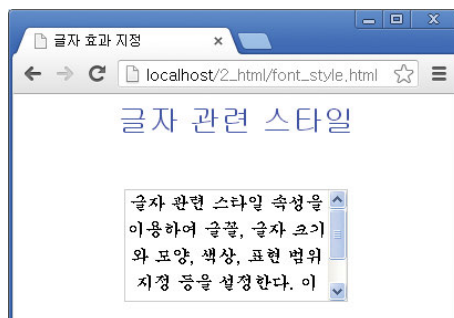 글자 효과 지정
localhost/2_html/font_style.html
글자 관련 스타일
글자 관련 스타일 속성을
이용하여 글꼴, 글자 크기
와 모양, 색상, 표현 범위
지정 등을 설정한다. 이